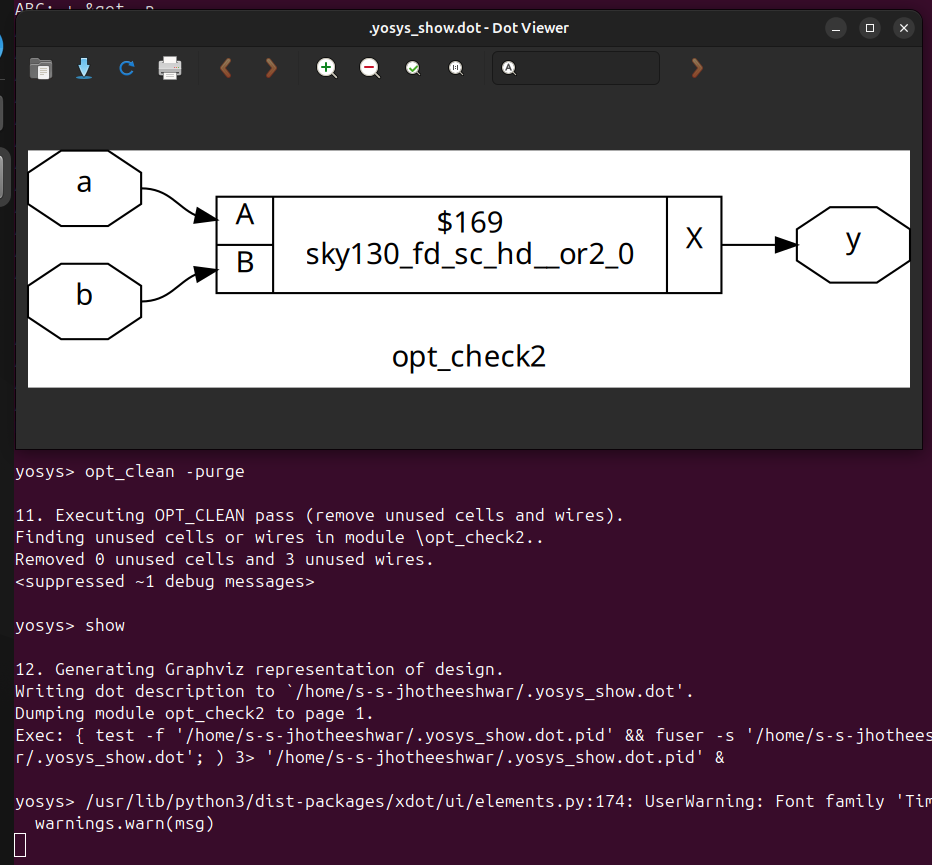 .yosys_show.dot - Dot Viewer
a
A
$169
X
y
sky130_fd_sc_hd__or2_0
B
b
opt_check2
yosys> opt_clean -purge
11. Executing OPT_CLEAN pass (remove unused cells and wires).
Finding unused cells or wires in module \opt_check2..
Removed 0 unused cells and 3 unused wires.
<suppressed ~1 debug messages>
yosys> show
12. Generating Graphviz representation of design.
Writing dot description to `/home/s-s-jhotheeshwar/.yosys_show.dot'.
Dumping module opt_check2 to page 1.
Exec: { test -f '/home/s-s-jhotheeshwar/.yosys_show.dot.pid' && fuser -s '/home/s-s-jhothees
r/.yosys_show.dot'; ) 3> '/home/s-s-jhotheeshwar/.yosys_show.dot.pid' &
yosys> /usr/lib/python3/dist-packages/xdot/ui/elements.py:174: UserWarning: Font family 'Tim
warnings.warn(msg)